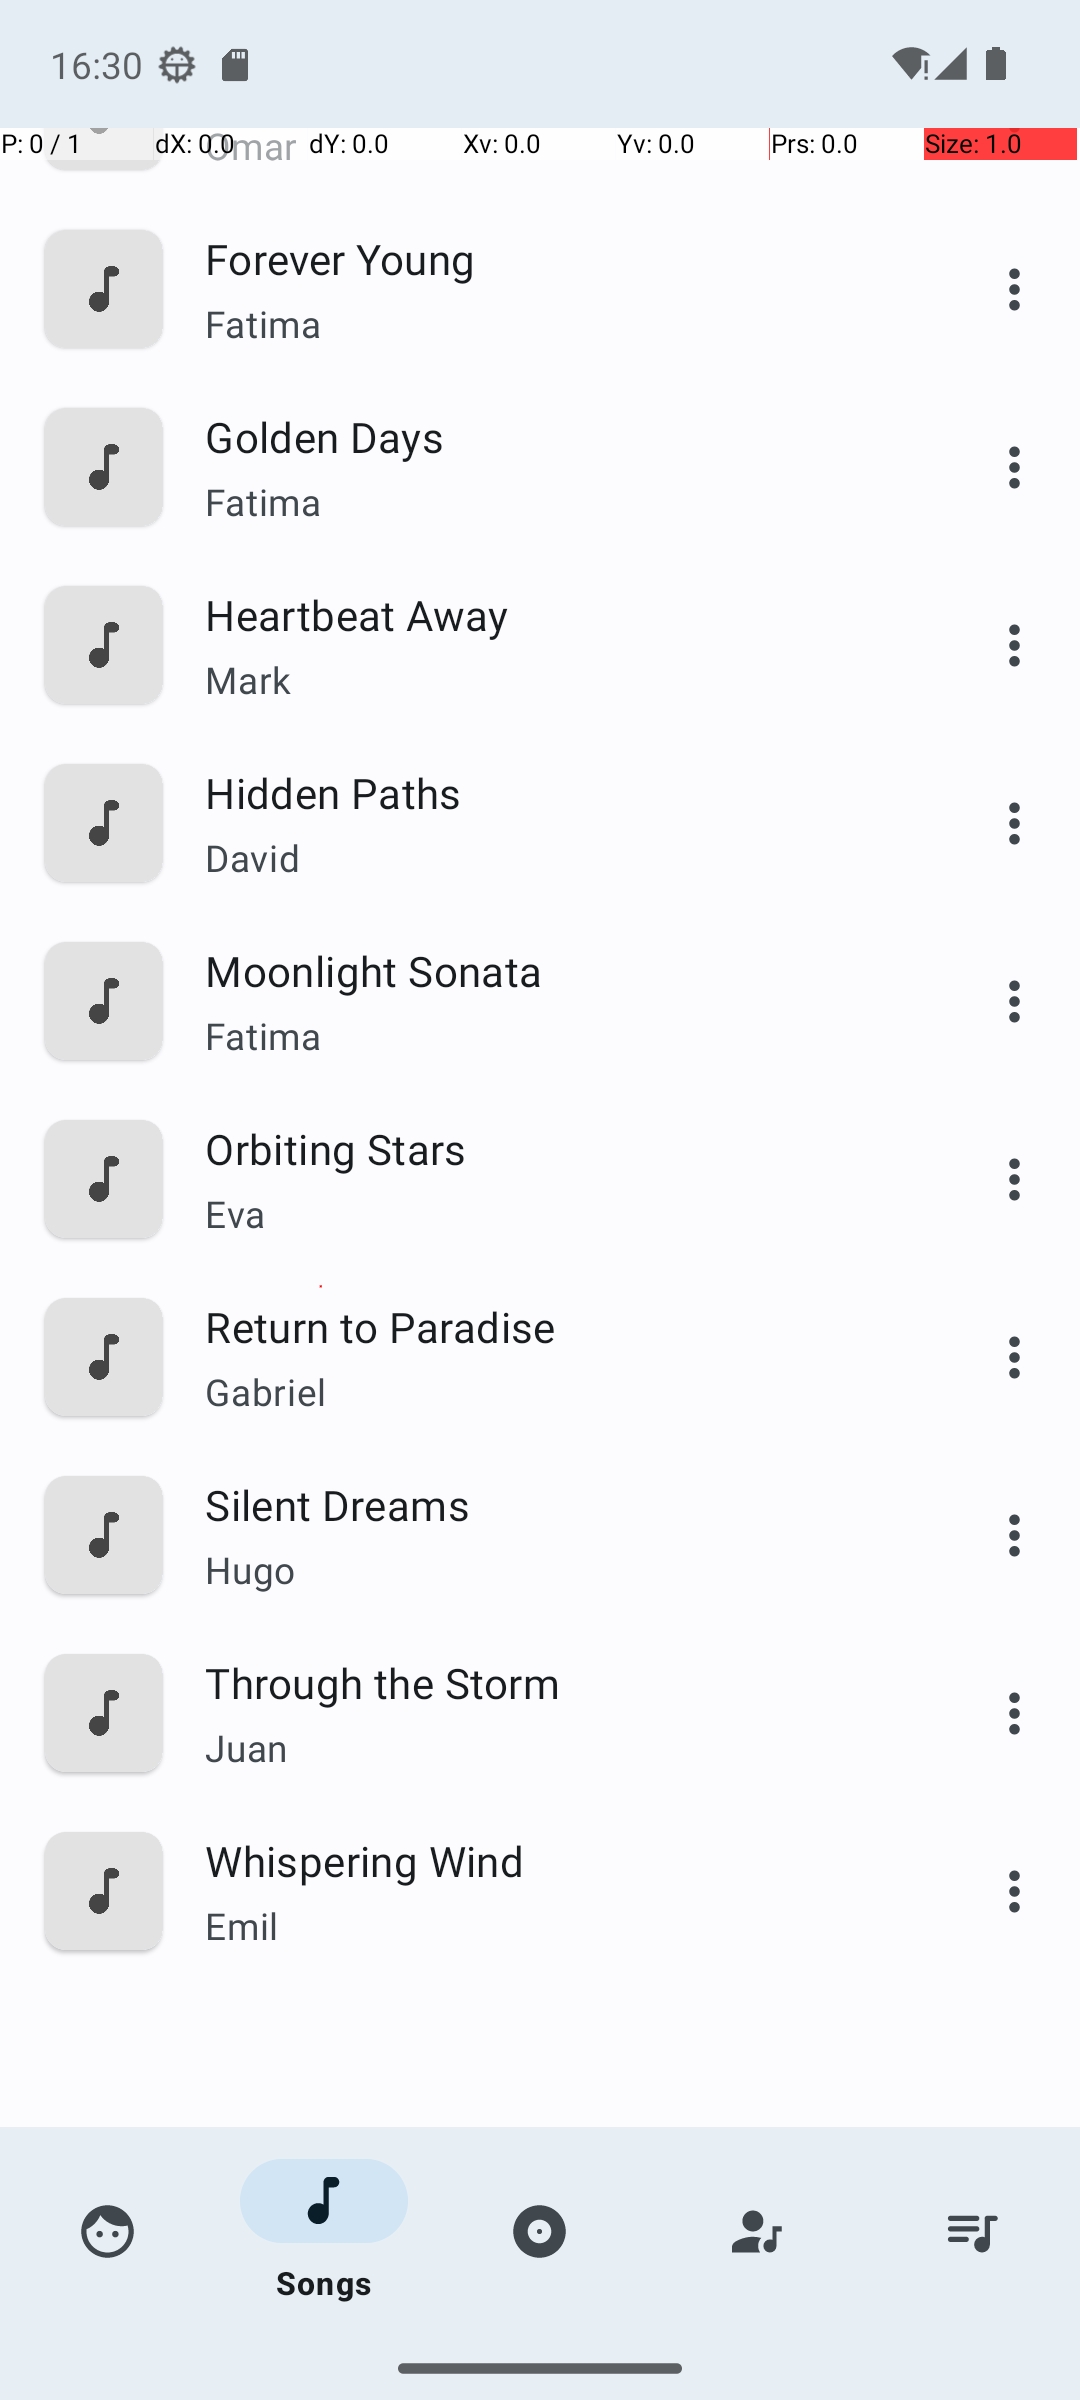 16:30
P: 0 / 1 dX: 0.0 dY: 0.0 Xv: 0.0 Yv: 0.0 Prs: 0.0 Size: 1.0
Omar
Forever Young
Fatima
Golden Days
Fatima
Heartbeat Away
Mark
Hidden Paths
David
Moonlight Sonata
Fatima
Orbiting Stars
Eva
Return to Paradise
Gabriel
Silent Dreams
Hugo
Through the Storm
Juan
Whispering Wind
Emil
Songs